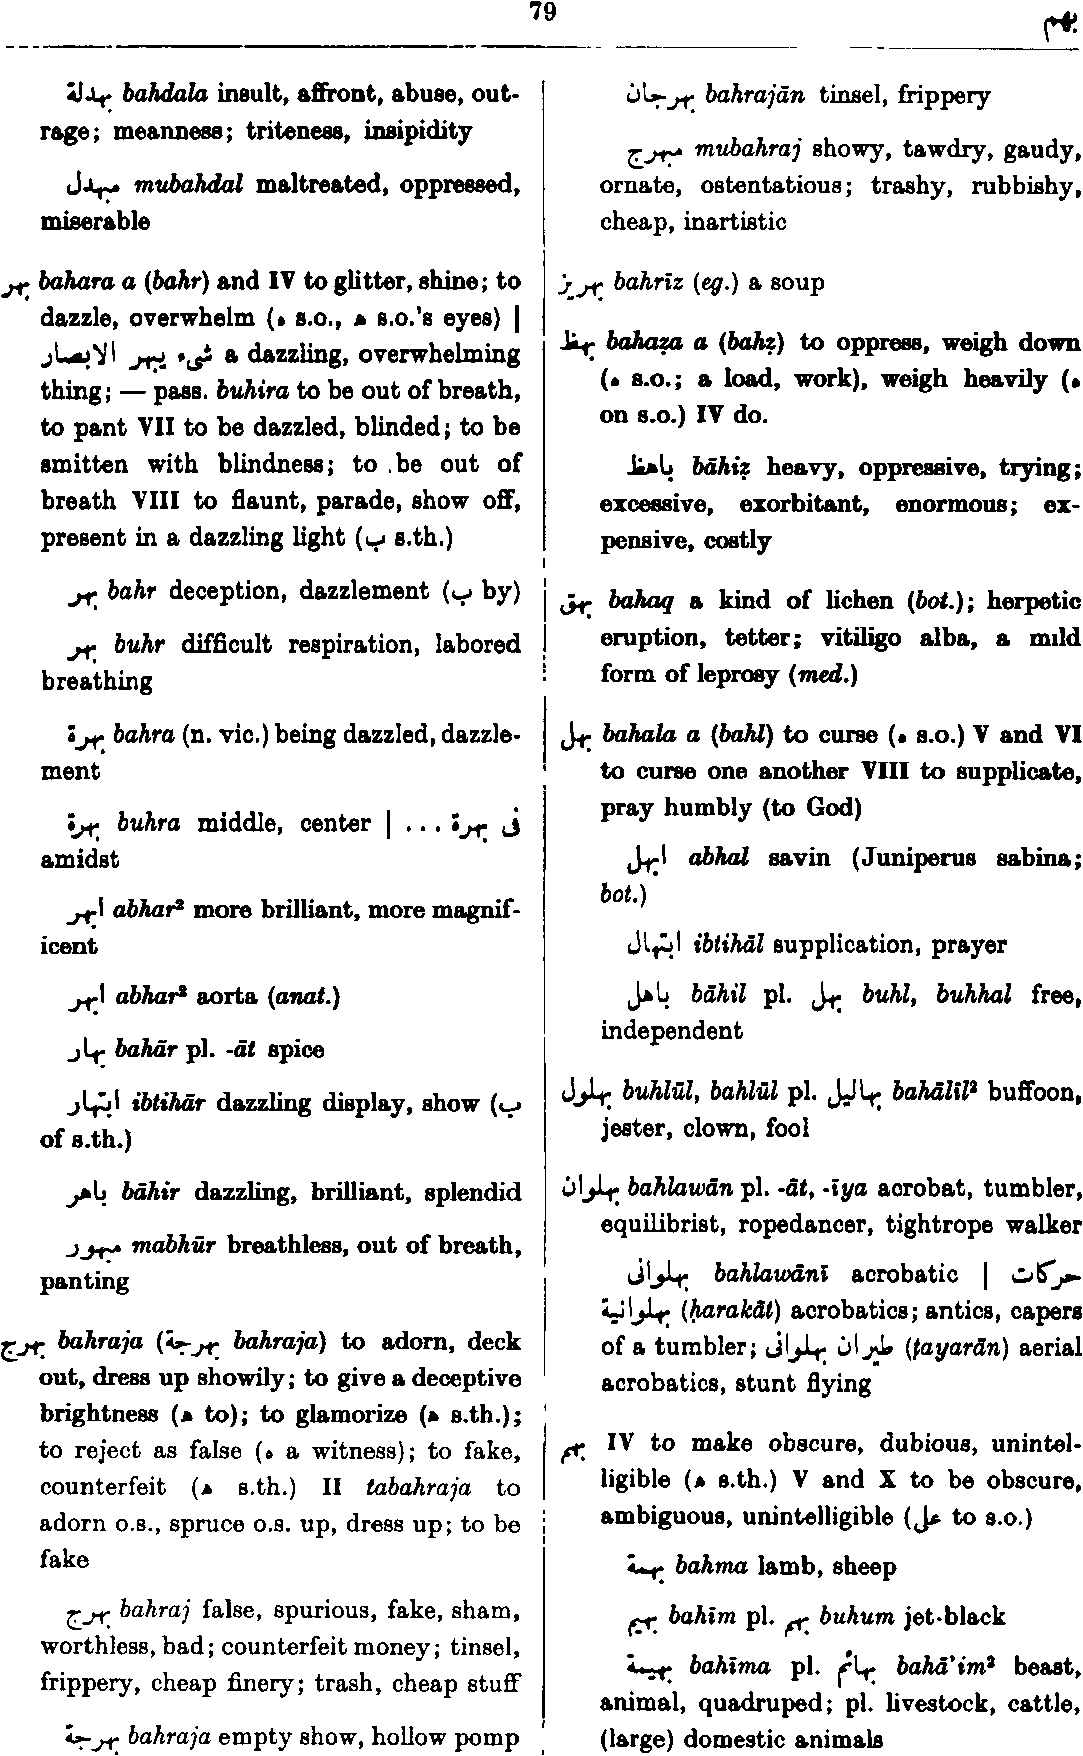 79
بهم
بهدلة bahdala insult, affront, abuse, out-
rage; meanness; triteness, insipidity
مبهدل mubahdal maltreated, oppressed,
miserable
بهر bahara a (bahr) and IV to glitter, shine; to
dazzle, overwhelm (ه s.o., ه s.o.'s eyes) |
شىء يبهر الابصار a dazzling, overwhelming
thing; — pass. buhira to be out of breath,
to pant VII to be dazzled, blinded; to be
smitten with blindness; to be out of
breath VIII to flaunt, parade, show off,
present in a dazzling light (ب s.th.)
بهر bahr deception, dazzlement (ب by)
بهر buhr difficult respiration, labored
breathing
بهرة bahra (n. vic.) being dazzled, dazzle-
ment
بهرة buhra middle, center | فى بهرة ...
amidst
ابهر abhar² more brilliant, more magnif-
icent
ابهر abhar² aorta (anat.)
بهار bahār pl. -āt spice
ابتهار ibtihār dazzling display, show (ب
of s.th.)
باهر bāhir dazzling, brilliant, splendid
مبهور mabhūr breathless, out of breath,
panting
بهرج bahraja (بهرجة bahraja) to adorn, deck
out, dress up showily; to give a deceptive
brightness (ه to); to glamorize (ه s.th.);
to reject as false (ه a witness); to fake,
counterfeit (ه s.th.) II tabahraja to
adorn o.s., spruce o.s. up, dress up; to be
fake
بهرج bahraj false, spurious, fake, sham,
worthless, bad; counterfeit money; tinsel,
frippery, cheap finery; trash, cheap stuff
بهرجة bahraja empty show, hollow pomp
بهرجان bahrajān tinsel, frippery
مبهرج mubahraj showy, tawdry, gaudy,
ornate, ostentatious; trashy, rubbishy,
cheap, inartistic
بهريز bahrīz (eg.) a soup
بهظ bahaẓa a (bahẓ) to oppress, weigh down
(ه s.o.; a load, work), weigh heavily (ه
on s.o.) IV do.
باهظ bāhiẓ heavy, oppressive, trying;
excessive, exorbitant, enormous; ex-
pensive, costly
بهق bahaq a kind of lichen (bot.); herpetic
eruption, tetter; vitiligo alba, a mild
form of leprosy (med.)
بهل bahala a (bahl) to curse (ه s.o.) V and VI
to curse one another VIII to supplicate,
pray humbly (to God)
ابهل abhal savin (Juniperus sabina;
bot.)
ابتهال ibtihāl supplication, prayer
باهل bāhil pl. بهل buhl, buhhal free,
independent
بهلول buhlūl, bahlūl pl. بهاليل bahālīl² buffoon,
jester, clown, fool
بهلوان bahlawān pl. -āt, -īya acrobat, tumbler,
equilibrist, ropedancer, tightrope walker
بهلوانى bahlawānī acrobatic | حركات
بهلوانية (ḥarakāt) acrobatics; antics, capers
of a tumbler; طيران بهلوانى (ṭayarān) aerial
acrobatics, stunt flying
بهم IV to make obscure, dubious, unintel-
ligible (ه s.th.) V and X to be obscure,
ambiguous, unintelligible (على to s.o.)
بهمة bahma lamb, sheep
بهيم bahīm pl. بهم buhum jet-black
بهيمة bahīma pl. بهائم bahā'im² beast,
animal, quadruped; pl. livestock, cattle,
(large) domestic animals